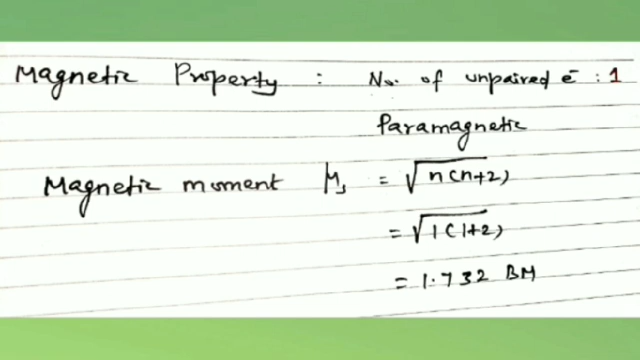 Magnetic Property : No. of unpaired e⁻ : 1
Paramagnetic
Magnetic moment μs = √n(n+2)
= √1(1+2)
= 1.732 BM